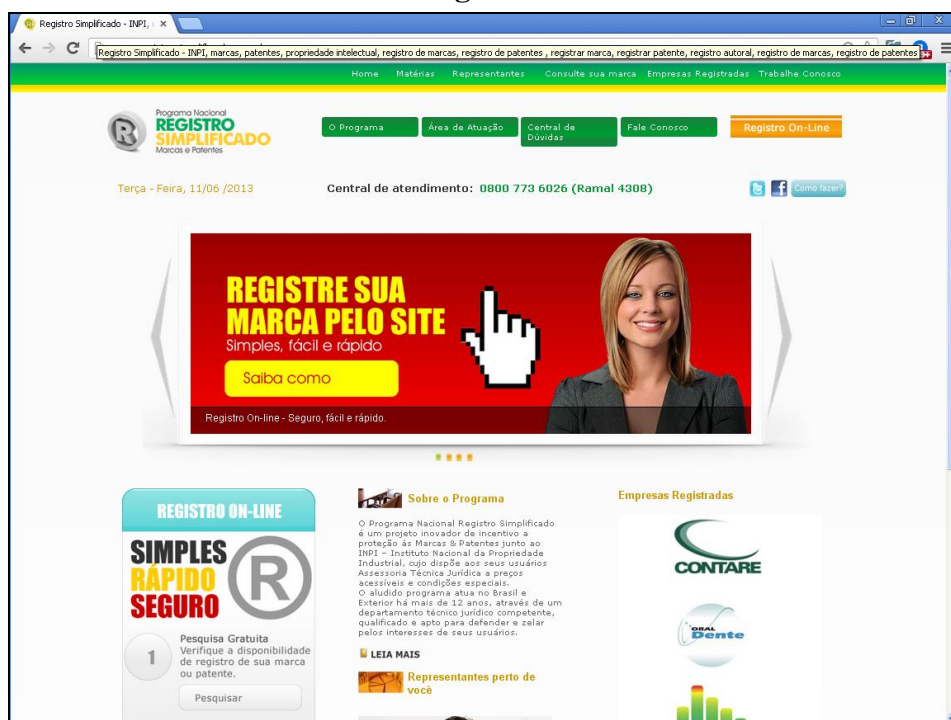 Registro Simplificado - INPI,
Registro Simplificado - INPI, marcas, patentes, propriedade intelectual, registro de marcas, registro de patentes , registrar marca, registrar patente, registro autoral, registro de marcas, registro de patentes
Home Matérias Representantes Consulte sua marca Empresas Registradas Trabalhe Conosco
Programa Nacional
REGISTRO
SIMPLIFICADO
Marcas e Patentes
R
O Programa
Área de Atuação
Central de
Dúvidas
Fale Conosco
Registro On-Line
Terça - Feira, 11/06 /2013
Central de atendimento: 0800 773 6026 (Ramal 4308)
Como fazer?
REGISTRE SUA
MARCA PELO SITE
Simples, fácil e rápido
Saiba como
Registro On-line - Seguro, fácil e rápido.
REGISTRO ON-LINE
SIMPLES
RÁPIDO
SEGURO
R
1
Pesquisa Gratuita
Verifique a disponibilidade
de registro de sua marca
ou patente.
Pesquisar
Sobre o Programa
O Programa Nacional Registro Simplificado
é um projeto inovador de incentivo a
proteção ás Marcas & Patentes junto ao
INPI – Instituto Nacional da Propriedade
Industrial, cujo dispõe aos seus usuários
Assessoria Técnica Jurídica a preços
acessíveis e condições especiais.
O aludido programa atua no Brasil e
Exterior há mais de 12 anos, através de um
departamento técnico jurídico competente,
qualificado e apto para defender e zelar
pelos interesses de seus usuários.
LEIA MAIS
Representantes perto de
você
Empresas Registradas
CONTARE
ORAL
Dente